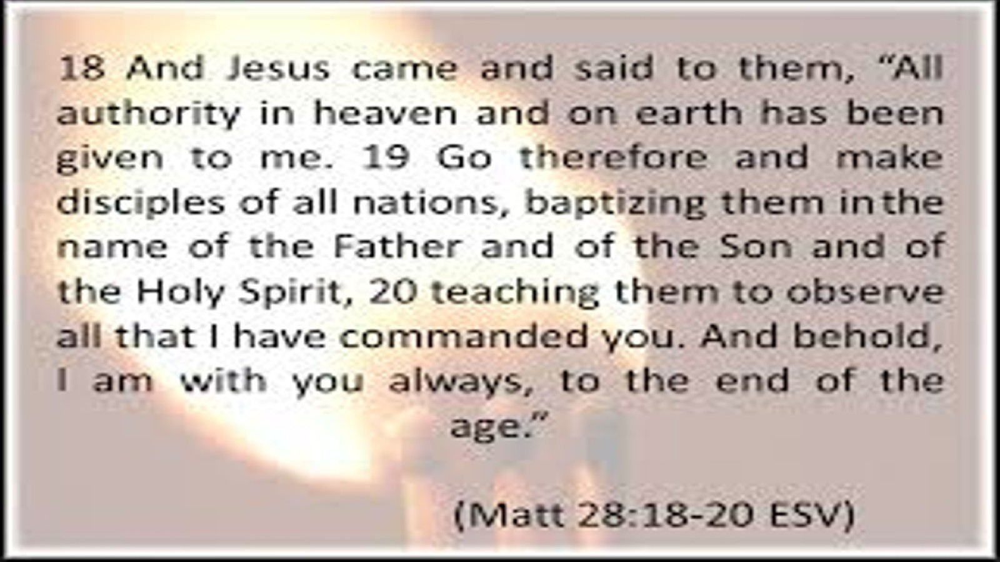 18 And Jesus came and said to them, “All
authority in heaven and on earth has been
given to me. 19 Go therefore and make
disciples of all nations, baptizing them in the
name of the Father and of the Son and of
the Holy Spirit, 20 teaching them to observe
all that I have commanded you. And behold,
I am with you always, to the end of the
age.”
(Matt 28:18-20 ESV)